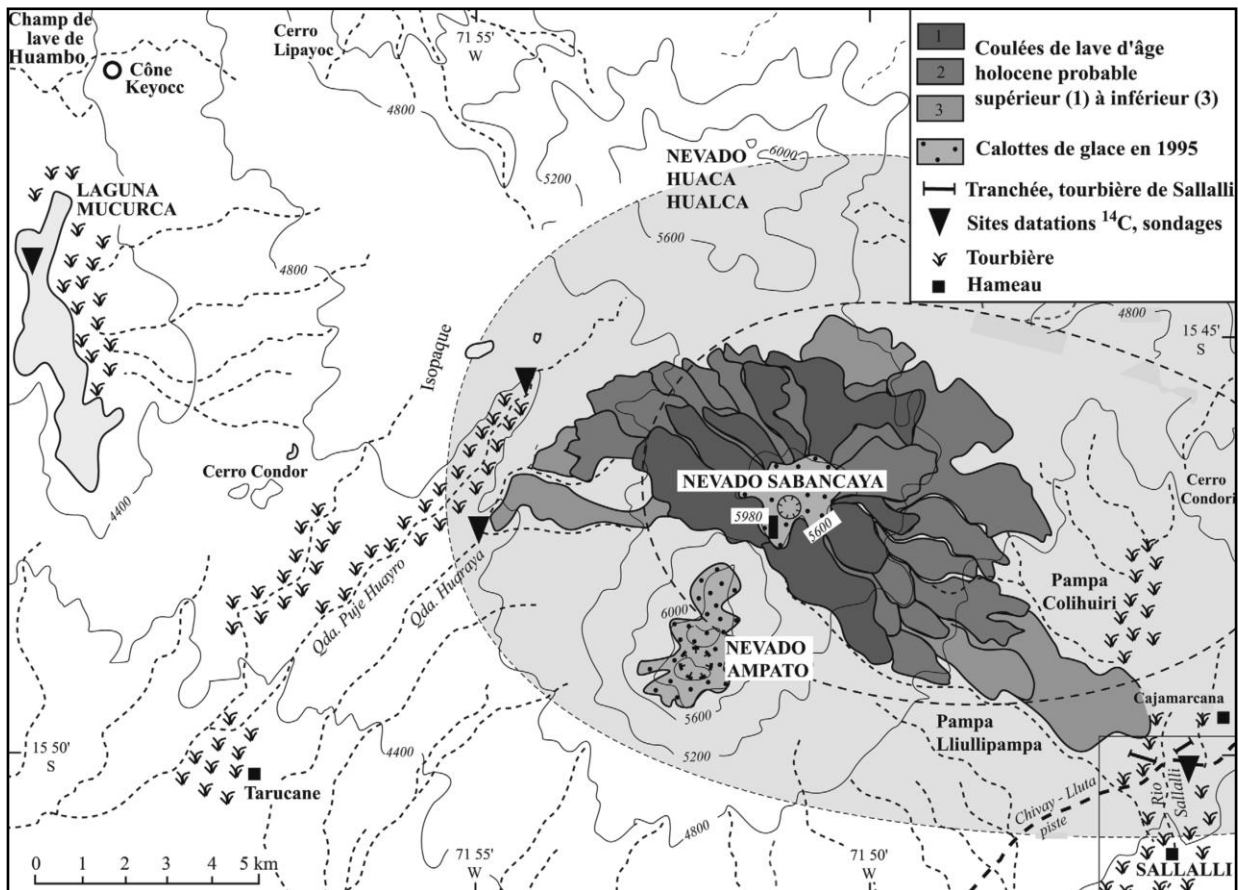 Champ de
lave de
Huambo
Cône
Keyocc
Cerro
Lipayoc
71 55'
W
4800
4800
5200
NEVADO
HUACA
HUALCA
6000
5600
1
2
3
Coulées de lave d'âge
holocene probable
supérieur (1) à inférieur (3)
Calottes de glace en 1995
Tranchée, tourbière de Sallalli
Sites datations 14C, sondages
Tourbière
Hameau
LAGUNA
MUCURCA
4800
4800
15 45'
S
Isopaque
Cerro Condor
4400
NEVADO SABANCAYA
5980
5600
Cerro
Condori
Qda. Puje Huayro
Qda. Huqraya
6000
NEVADO
AMPATO
5600
5200
Pampa
Colihuiri
Cajamarcana
Pampa
Lliullipampa
15 50'
S
4400
Tarucane
4800
Chivay - Lluta
piste
Rio
Sallalli
SALLALLI
0 1 2 3 4 5 km
71 55'
W
71 50'
W